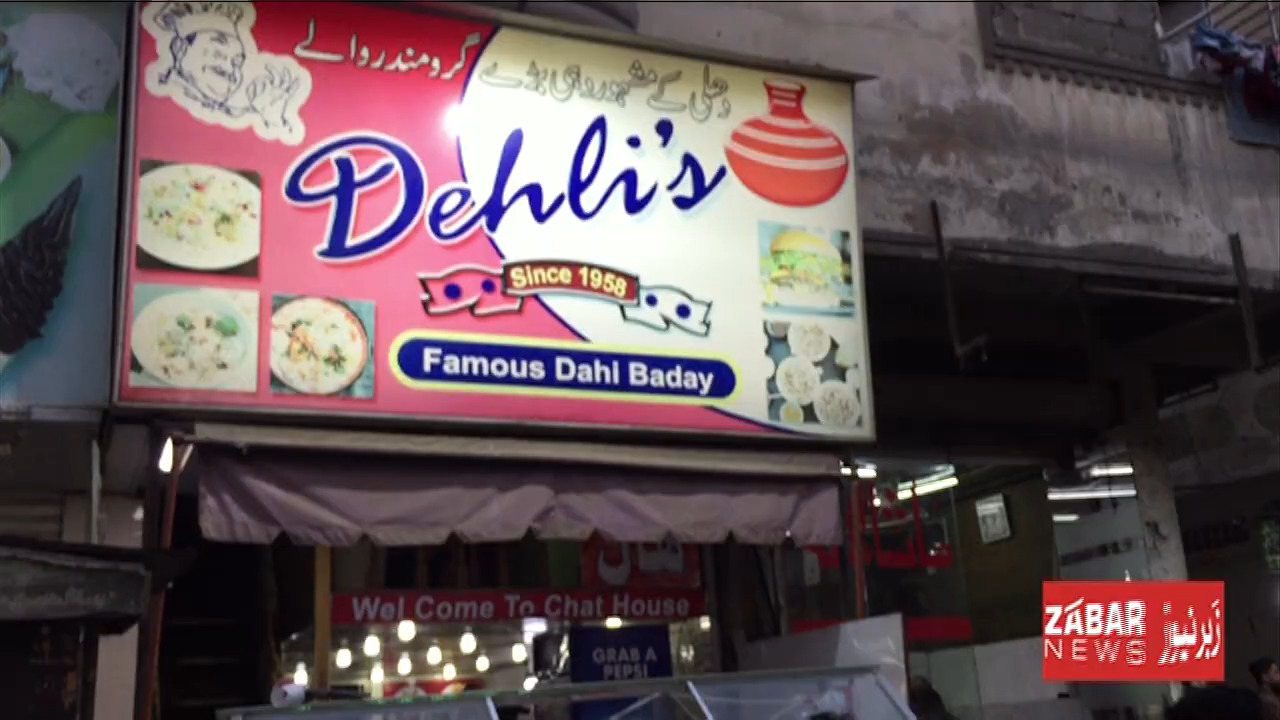 گرومندر والے
دھلی کے مشہور دہی بڑے
Dehli's
Since 1958
Famous Dahi Baday
Wel Come To Chat House
GRAB A
PEPSI
ZABAR زبر نیوز
NEWS